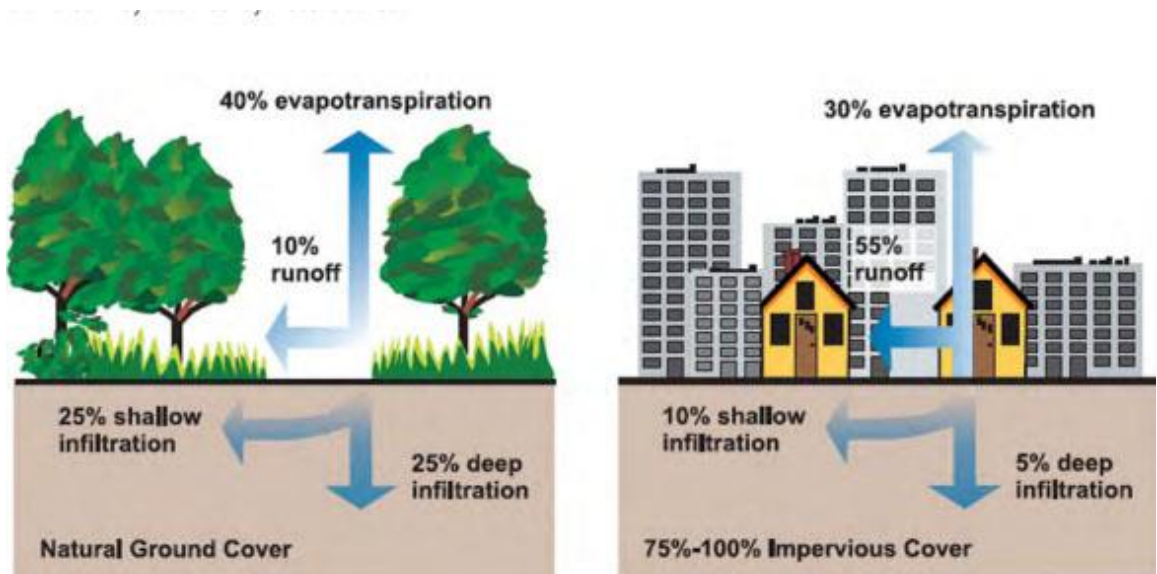 40% evapotranspiration
10%
runoff
25% shallow
infiltration
25% deep
infiltration
Natural Ground Cover
30% evapotranspiration
55%
runoff
10% shallow
infiltration
5% deep
infiltration
75%-100% Impervious Cover